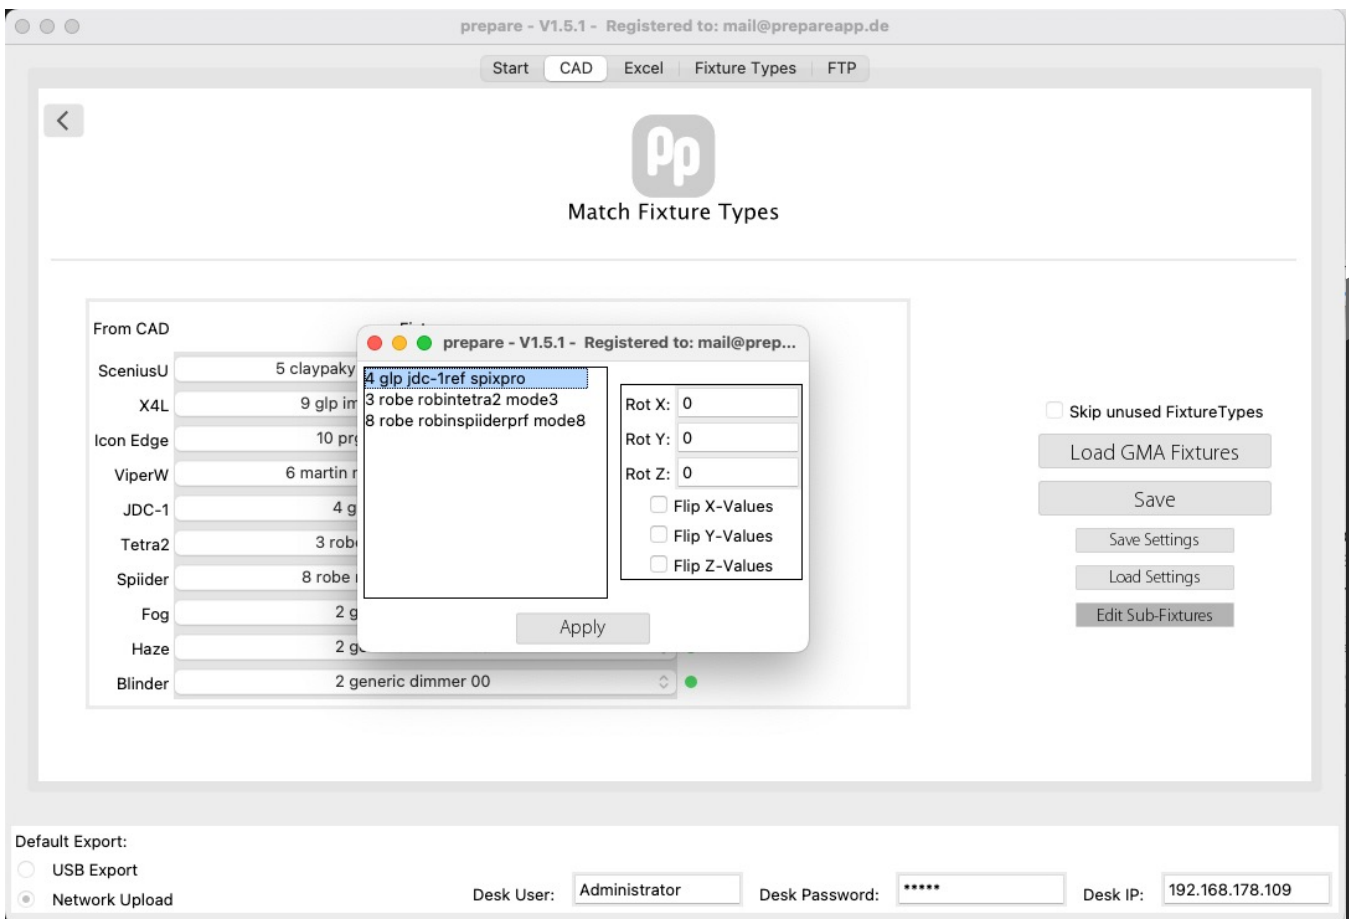 prepare - V1.5.1 - Registered to: mail@prepareapp.de
Start CAD Excel Fixture Types FTP
Pp
Match Fixture Types
From CAD
SceniusU 5 claypaky
X4L 9 glp
Icon Edge 10
ViperW 6 martin
JDC-1 4
Tetra2 3
Spiider 8 robe
Fog 2
Haze 2
Blinder 2 generic dimmer 00
prepare - V1.5.1 - Registered to: mail@prep...
4 glp jdc-1ref spixpro
3 robe robintetra2 mode3
8 robe robinspiiderprf mode8
Rot X: 0
Rot Y: 0
Rot Z: 0
Flip X-Values
Flip Y-Values
Flip Z-Values
Apply
Skip unused FixtureTypes
Load GMA Fixtures
Save
Save Settings
Load Settings
Edit Sub-Fixtures
Default Export:
USB Export
Network Upload
Desk User: Administrator Desk Password: ***** Desk IP: 192.168.178.109